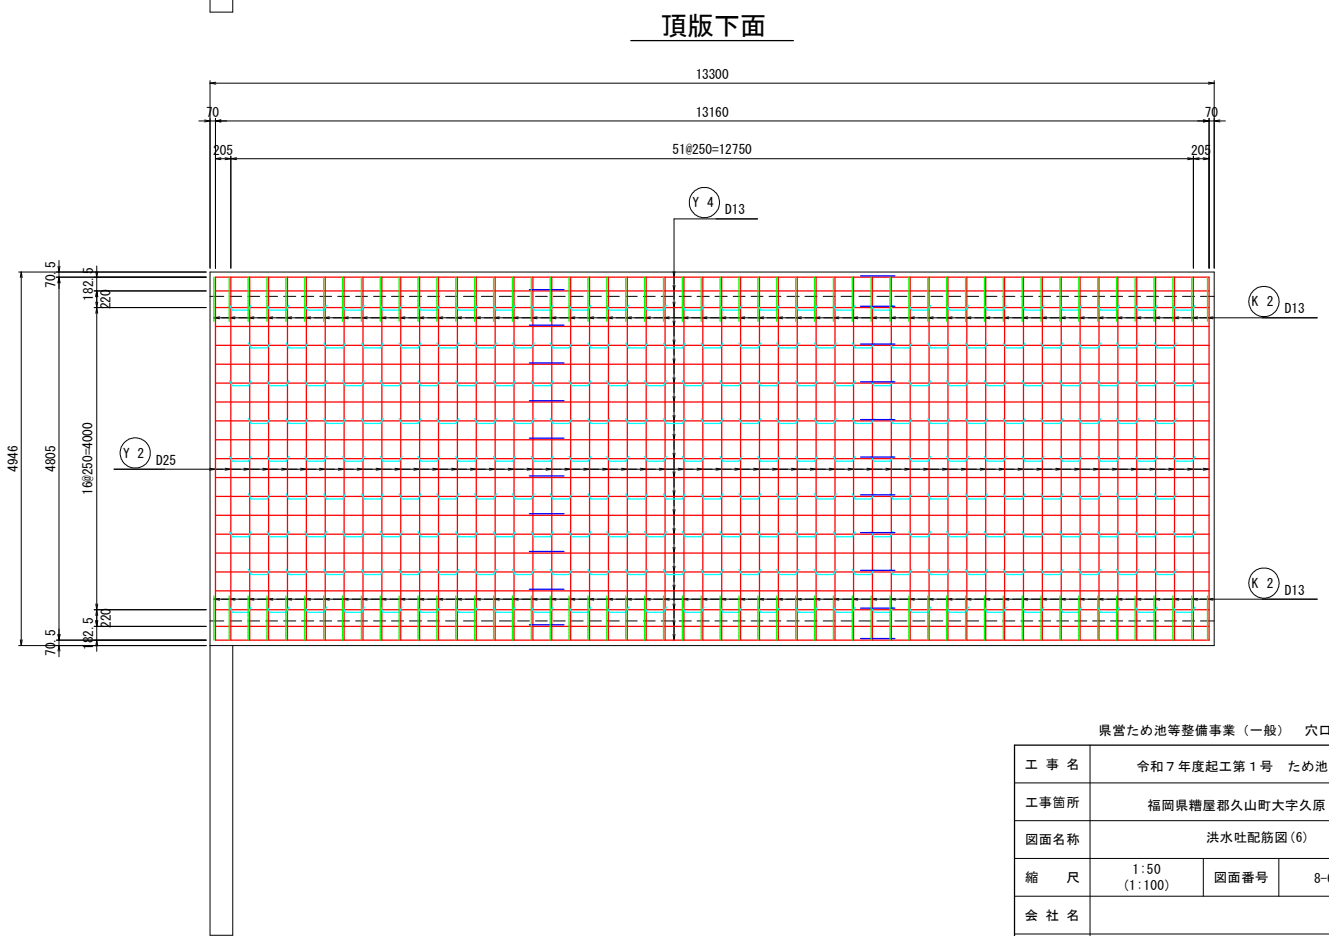 頂版下面
13300
70 13160 70
205 51@250=12750 205
Y 4 D13
70.5
182.5
220
K 2 D13
4946
4805
16@250=4000
Y 2 D25
K 2 D13
220
182.5
70.5
県営ため池等整備事業（一般） 穴口
工 事 名 令和７年度起工第１号 ため池
工事箇所 福岡県糟屋郡久山町大字久原
図面名称 洪水吐配筋図(6)
縮 尺 1:50 図面番号
(1:100)
会 社 名